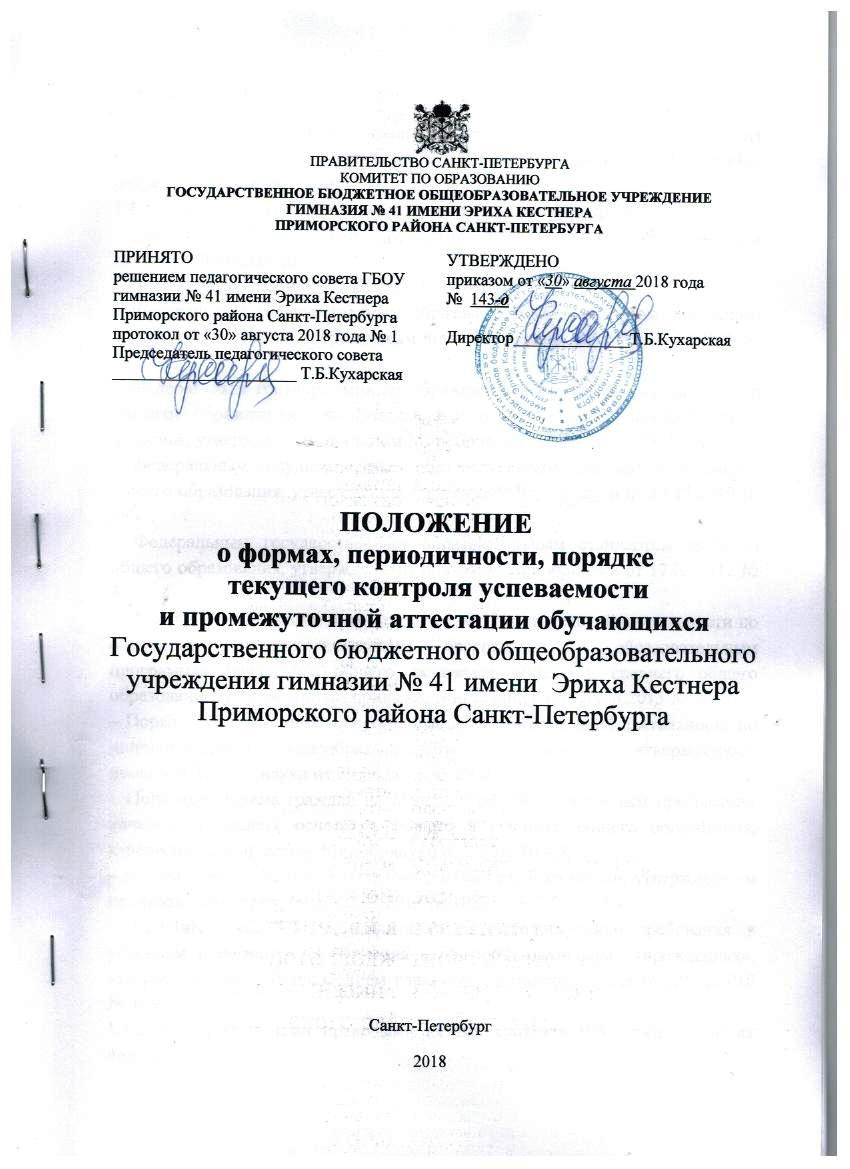 ПРАВИТЕЛЬСТВО САНКТ-ПЕТЕРБУРГА
КОМИТЕТ ПО ОБРАЗОВАНИЮ
ГОСУДАРСТВЕННОЕ БЮДЖЕТНОЕ ОБЩЕОБРАЗОВАТЕЛЬНОЕ УЧРЕЖДЕНИЕ
ГИМНАЗИЯ № 41 ИМЕНИ ЭРИХА КЕСТНЕРА
ПРИМОРСКОГО РАЙОНА САНКТ-ПЕТЕРБУРГА
ПРИНЯТО
решением педагогического совета ГБОУ
гимназии № 41 имени Эриха Кестнера
Приморского района Санкт-Петербурга
протокол от «30» августа 2018 года № 1
Председатель педагогического совета
Т.Б.Кухарская
УТВЕРЖДЕНО
приказом от «30» августа 2018 года
№ 143-д
Директор Т.Б.Кухарская
ПОЛОЖЕНИЕ
о формах, периодичности, порядке
текущего контроля успеваемости
и промежуточной аттестации обучающихся
Государственного бюджетного общеобразовательного
учреждения гимназии № 41 имени Эриха Кестнера
Приморского района Санкт-Петербурга
Санкт-Петербург
2018